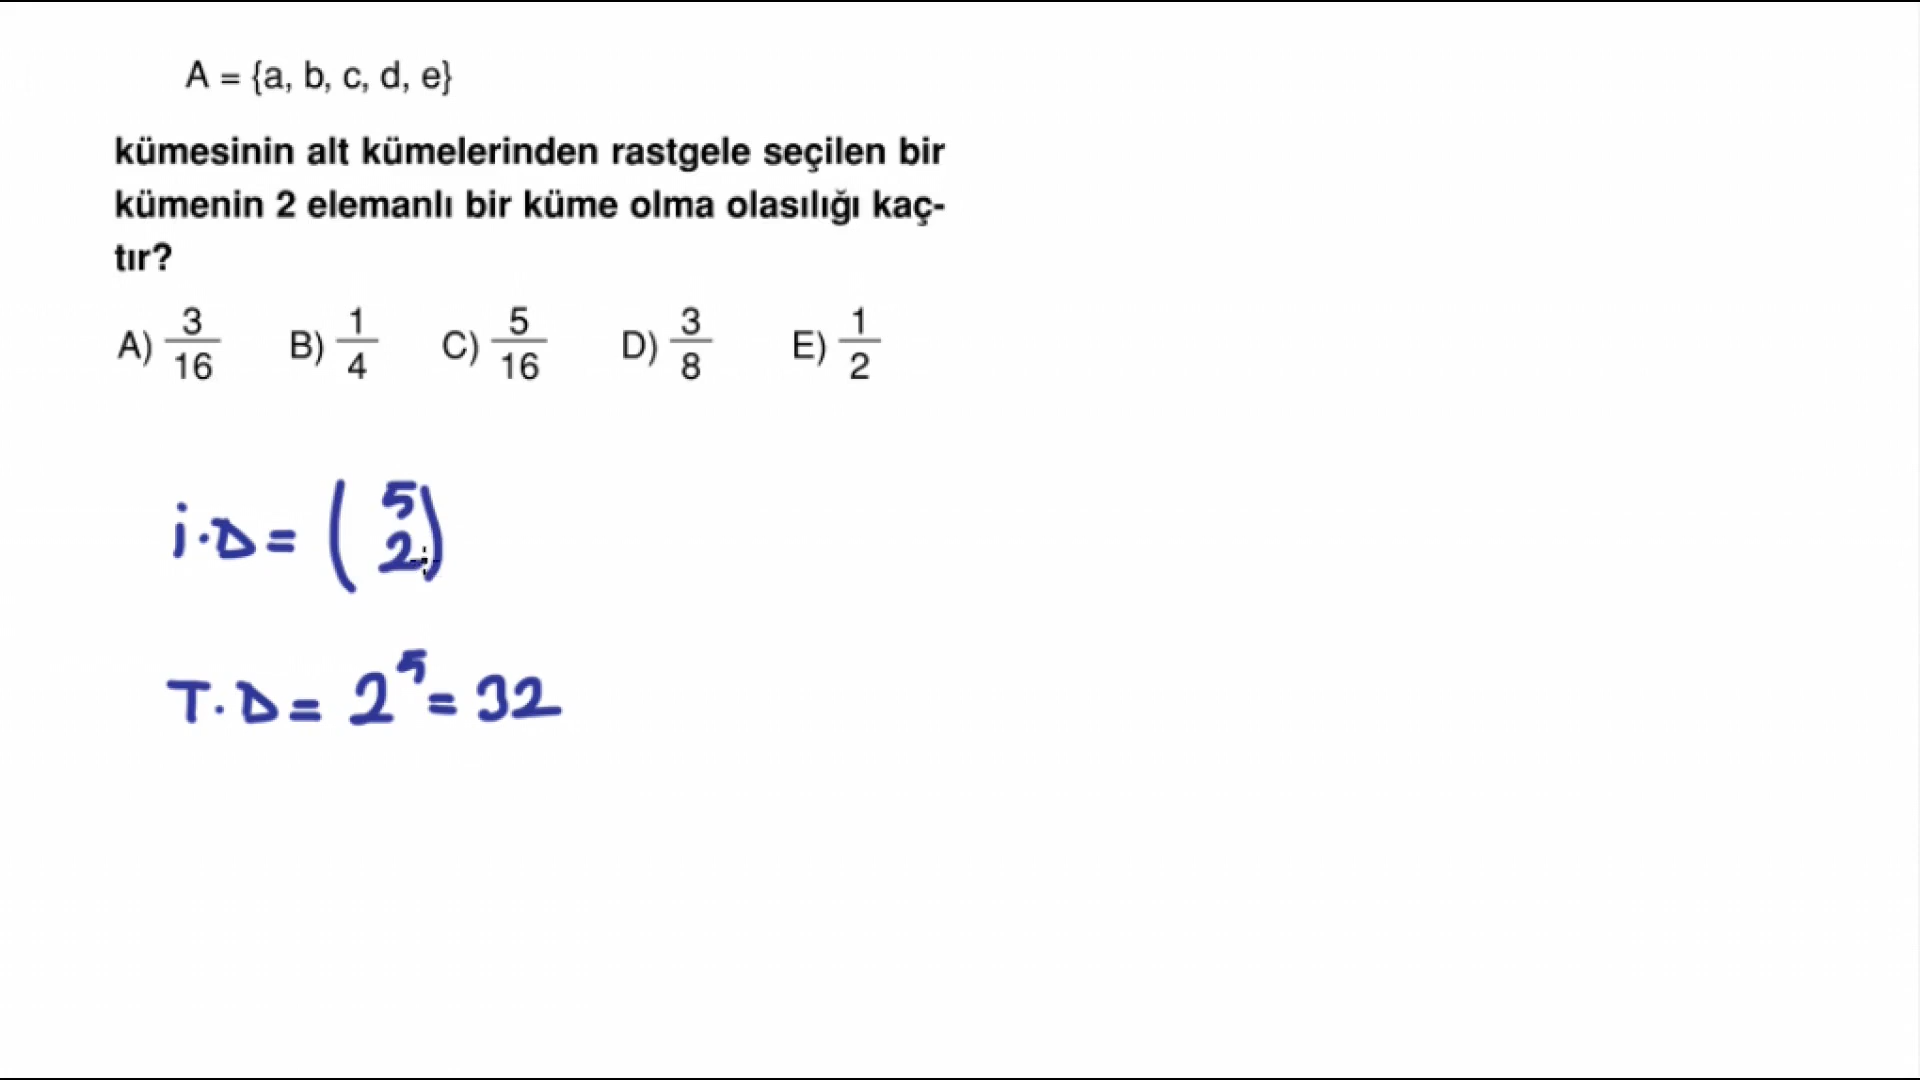 A = {a, b, c, d, e}
kümesinin alt kümelerinden rastgele seçilen bir
kümenin 2 elemanlı bir küme olma olasılığı kaç-
tır?
A) 3/16 B) 1/4 C) 5/16 D) 3/8 E) 1/2
i.D = (5 2)
T.D = 2^5 = 32